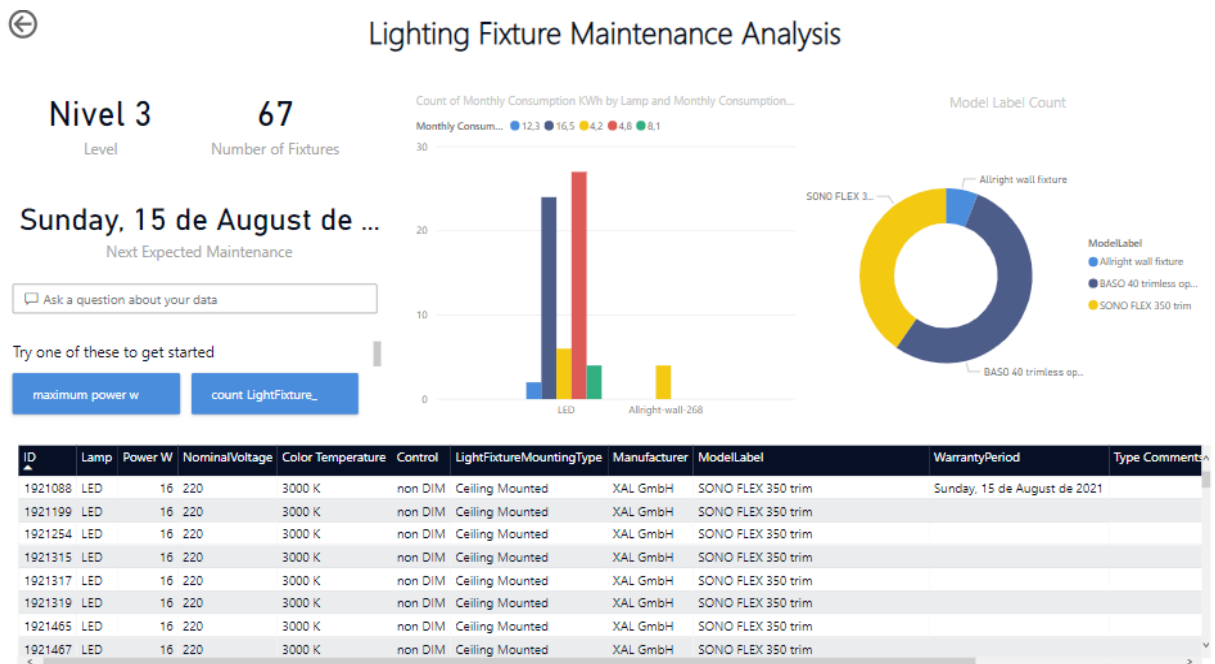 Lighting Fixture Maintenance Analysis
Nivel 3
Level
67
Number of Fixtures
Sunday, 15 de August de ...
Next Expected Maintenance
Ask a question about your data
Try one of these to get started
maximum power w
count LightFixture_
Count of Monthly Consumption KWh by Lamp and Monthly Consumption...
Monthly Consum... 12,3 16,5 4,2 4,8 8,1
30
20
10
0
LED
Allright-wall-268
Model Label Count
Allright wall fixture
SONO FLEX 3...
BASO 40 trimless op...
ModelLabel
Allright wall fixture
BASO 40 trimless op...
SONO FLEX 350 trim
ID Lamp Power W NominalVoltage Color Temperature Control LightFixtureMountingType Manufacturer ModelLabel WarrantyPeriod Type Comments
1921088 LED 16 220 3000 K non DIM Ceiling Mounted XAL GmbH SONO FLEX 350 trim Sunday, 15 de August de 2021
1921199 LED 16 220 3000 K non DIM Ceiling Mounted XAL GmbH SONO FLEX 350 trim
1921254 LED 16 220 3000 K non DIM Ceiling Mounted XAL GmbH SONO FLEX 350 trim
1921315 LED 16 220 3000 K non DIM Ceiling Mounted XAL GmbH SONO FLEX 350 trim
1921317 LED 16 220 3000 K non DIM Ceiling Mounted XAL GmbH SONO FLEX 350 trim
1921319 LED 16 220 3000 K non DIM Ceiling Mounted XAL GmbH SONO FLEX 350 trim
1921465 LED 16 220 3000 K non DIM Ceiling Mounted XAL GmbH SONO FLEX 350 trim
1921467 LED 16 220 3000 K non DIM Ceiling Mounted XAL GmbH SONO FLEX 350 trim